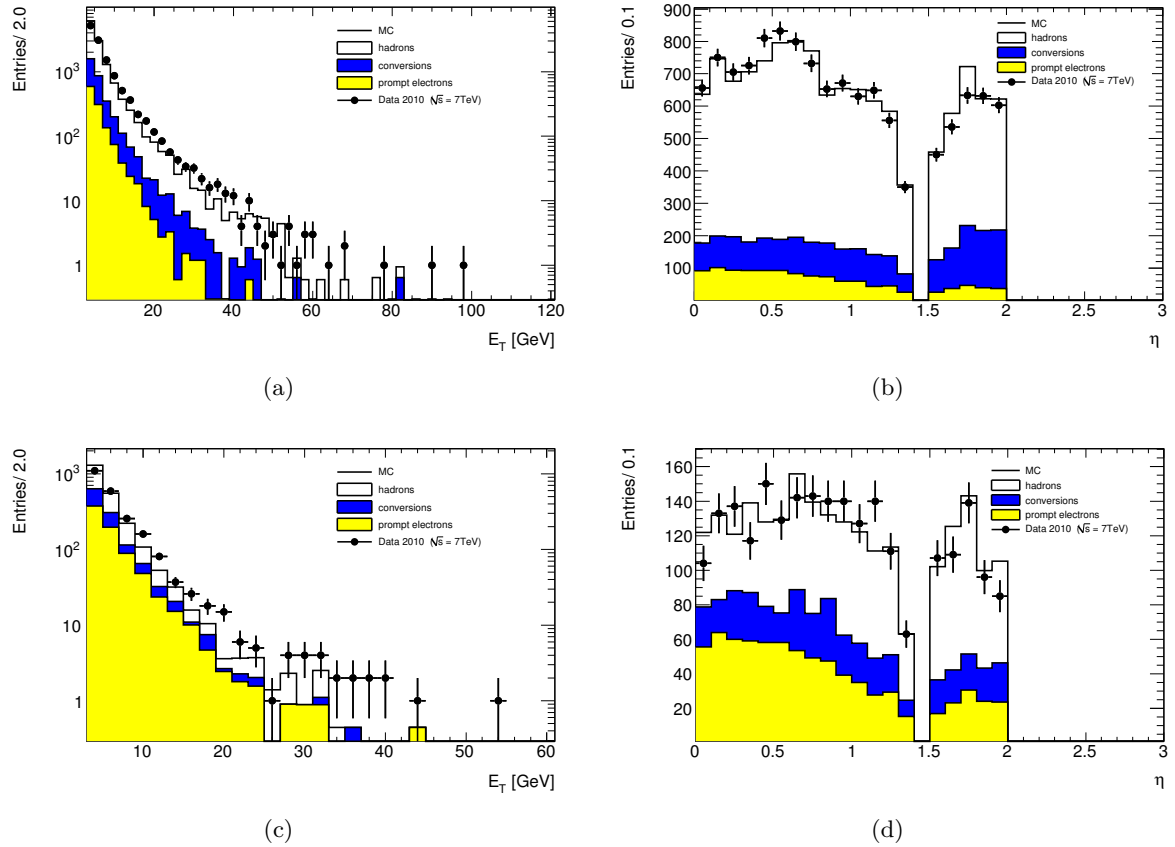 Entries/ 2.0
10³
10²
10
1
20 40 60 80 100 120
E_T [GeV]
MC
hadrons
conversions
prompt electrons
Data 2010 (√s = 7TeV)
(a)
Entries/ 0.1
900
800
700
600
500
400
300
200
100
0 0.5 1 1.5 2 2.5 3
η
MC
hadrons
conversions
prompt electrons
Data 2010 (√s = 7TeV)
(b)
Entries/ 2.0
10³
10²
10
1
10 20 30 40 50 60
E_T [GeV]
MC
hadrons
conversions
prompt electrons
Data 2010 (√s = 7TeV)
(c)
Entries/ 0.1
160
140
120
100
80
60
40
20
0 0.5 1 1.5 2 2.5 3
η
MC
hadrons
conversions
prompt electrons
Data 2010 (√s = 7TeV)
(d)